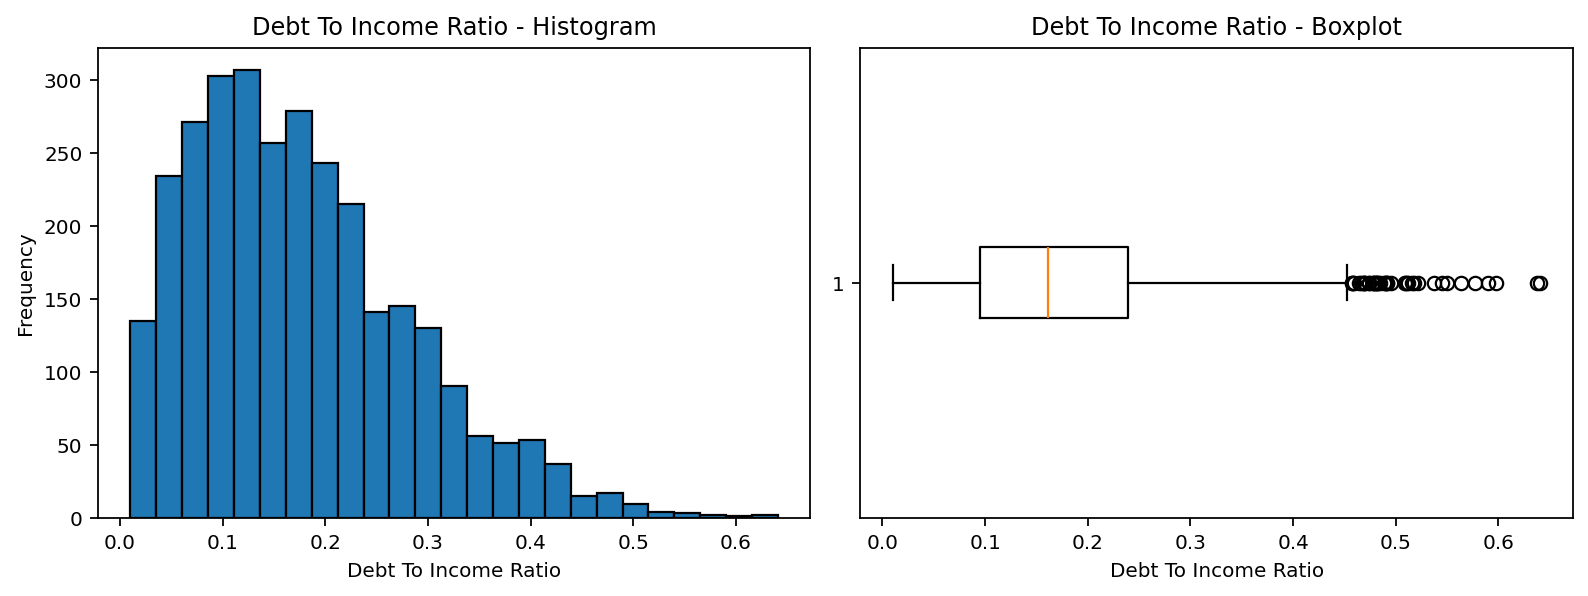 Debt To Income Ratio - Histogram
Frequency
300
250
200
150
100
50
0
0.0 0.1 0.2 0.3 0.4 0.5 0.6
Debt To Income Ratio
Debt To Income Ratio - Boxplot
1
0.0 0.1 0.2 0.3 0.4 0.5 0.6
Debt To Income Ratio